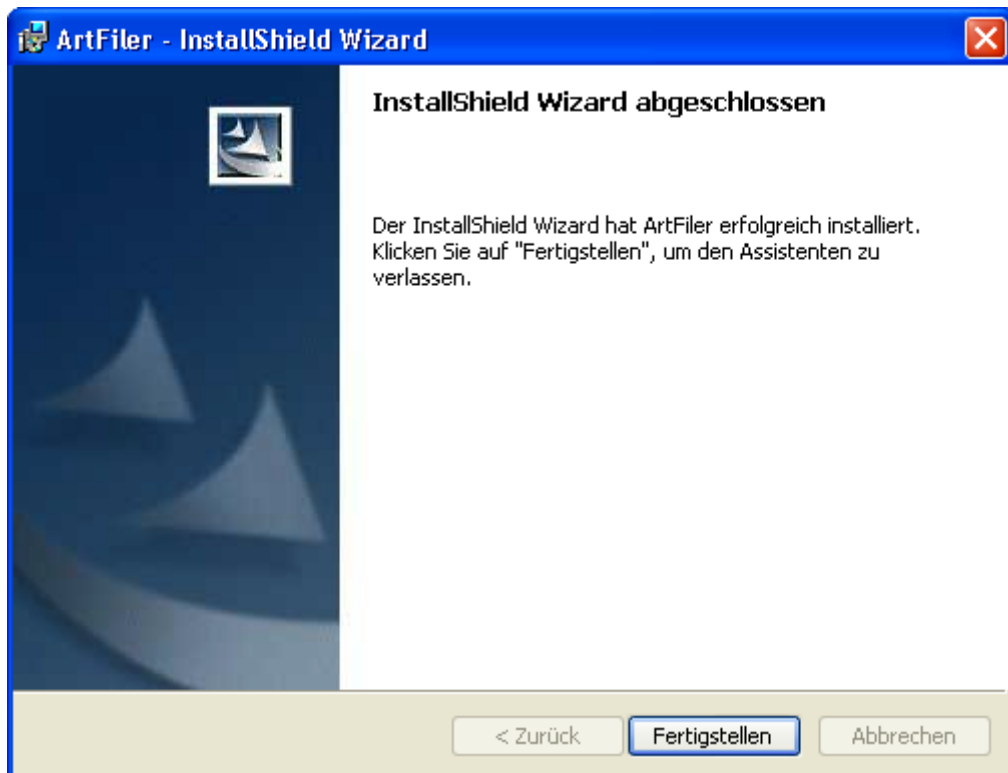 ArtFiler - InstallShield Wizard
InstallShield Wizard abgeschlossen
Der InstallShield Wizard hat ArtFiler erfolgreich installiert.
Klicken Sie auf "Fertigstellen", um den Assistenten zu
verlassen.
< Zurück Fertigstellen Abbrechen